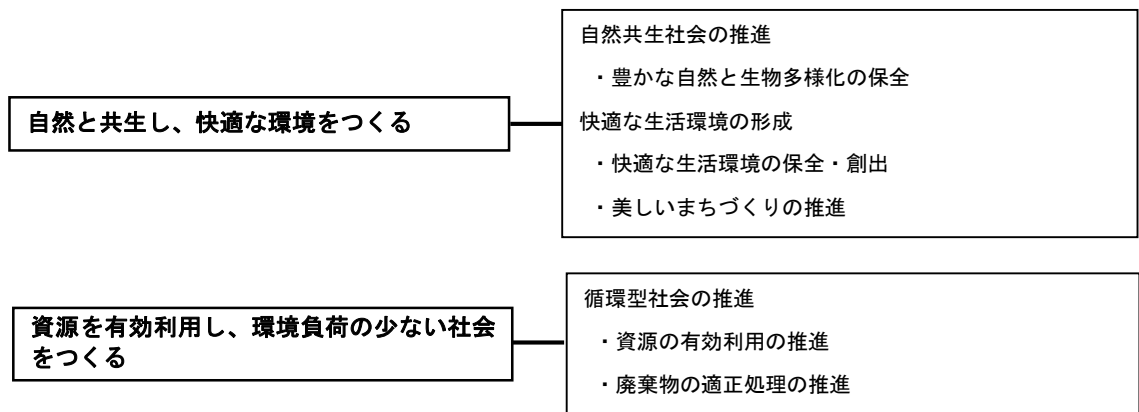 自然と共生し、快適な環境をつくる
自然共生社会の推進
・豊かな自然と生物多様化の保全
快適な生活環境の形成
・快適な生活環境の保全・創出
・美しいまちづくりの推進
資源を有効利用し、環境負荷の少ない社会
をつくる
循環型社会の推進
・資源の有効利用の推進
・廃棄物の適正処理の推進